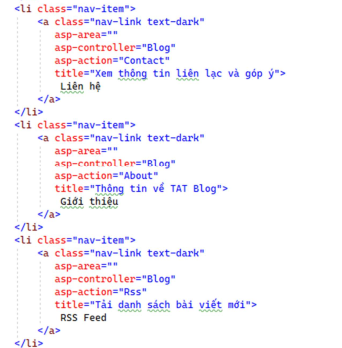 <li class="nav-item">
<a class="nav-link text-dark"
asp-area=""
asp-controller="Blog"
asp-action="Contact"
title="Xem thông tin liên lạc và góp ý">
Liên hệ
</a>
</li>
<li class="nav-item">
<a class="nav-link text-dark"
asp-area=""
asp-controller="Blog"
asp-action="About"
title="Thông tin về TAT Blog">
Giới thiệu
</a>
</li>
<li class="nav-item">
<a class="nav-link text-dark"
asp-area=""
asp-controller="Blog"
asp-action="Rss"
title="Tải danh sách bài viết mới">
RSS Feed
</a>
</li>